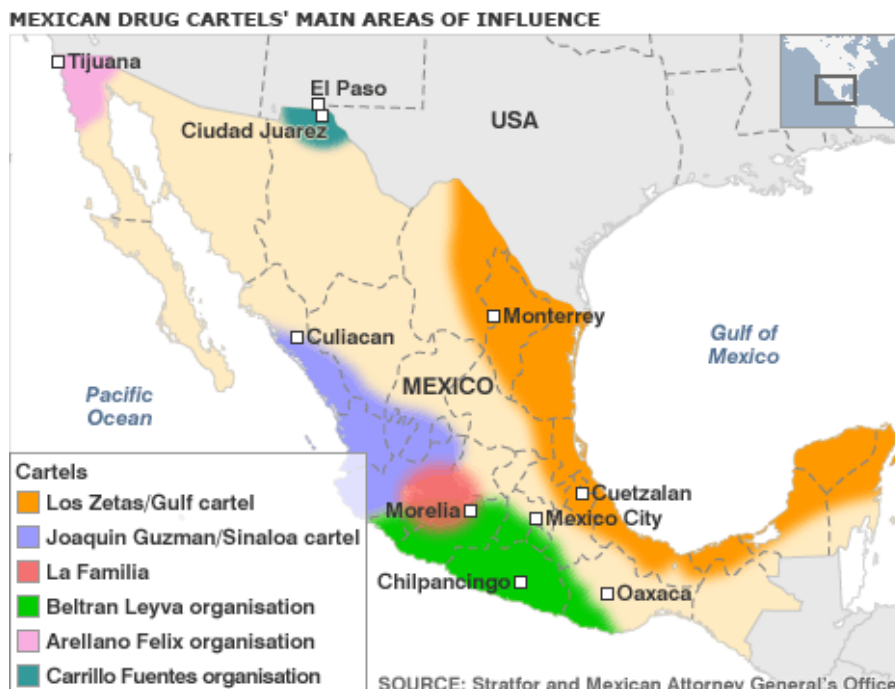 MEXICAN DRUG CARTELS' MAIN AREAS OF INFLUENCE
Tijuana
El Paso
Ciudad Juarez
USA
Monterrey
Culiacan
Gulf of
Mexico
MEXICO
Pacific
Ocean
Cartels
Los Zetas/Gulf cartel
Joaquin Guzman/Sinaloa cartel
La Familia
Beltran Leyva organisation
Arellano Felix organisation
Carrillo Fuentes organisation
Cuetzalan
Morelia
Mexico City
Chilpancingo
Oaxaca
SOURCE: Stratfor and Mexican Attorney General's Office